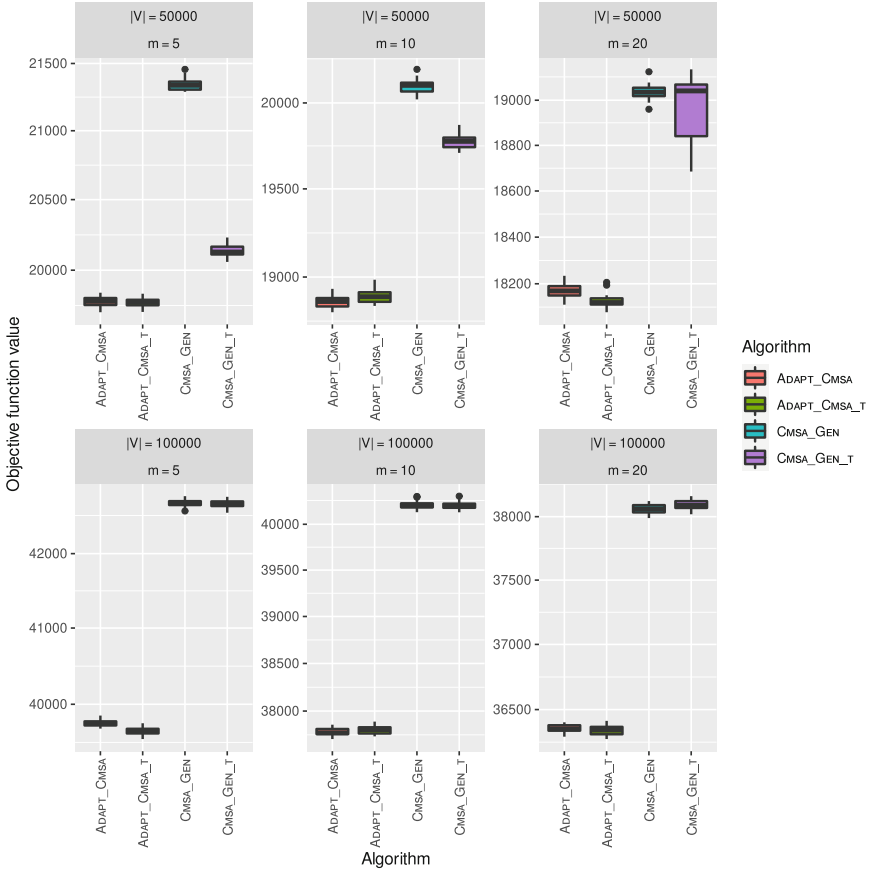 |V| = 50000
m = 5
|V| = 50000
m = 10
|V| = 50000
m = 20
21500
21000
20500
20000
20000
19500
19000
19000
18800
18600
18400
18200
ADAPT_CMSA
ADAPT_CMSA_T
CMSA_GEN
CMSA_GEN_T
ADAPT_CMSA
ADAPT_CMSA_T
CMSA_GEN
CMSA_GEN_T
ADAPT_CMSA
ADAPT_CMSA_T
CMSA_GEN
CMSA_GEN_T
Objective function value
|V| = 100000
m = 5
|V| = 100000
m = 10
|V| = 100000
m = 20
42000
41000
40000
40000
39500
39000
38500
38000
38000
37500
37000
36500
ADAPT_CMSA
ADAPT_CMSA_T
CMSA_GEN
CMSA_GEN_T
ADAPT_CMSA
ADAPT_CMSA_T
CMSA_GEN
CMSA_GEN_T
ADAPT_CMSA
ADAPT_CMSA_T
CMSA_GEN
CMSA_GEN_T
Algorithm
Algorithm
ADAPT_CMSA
ADAPT_CMSA_T
CMSA_GEN
CMSA_GEN_T